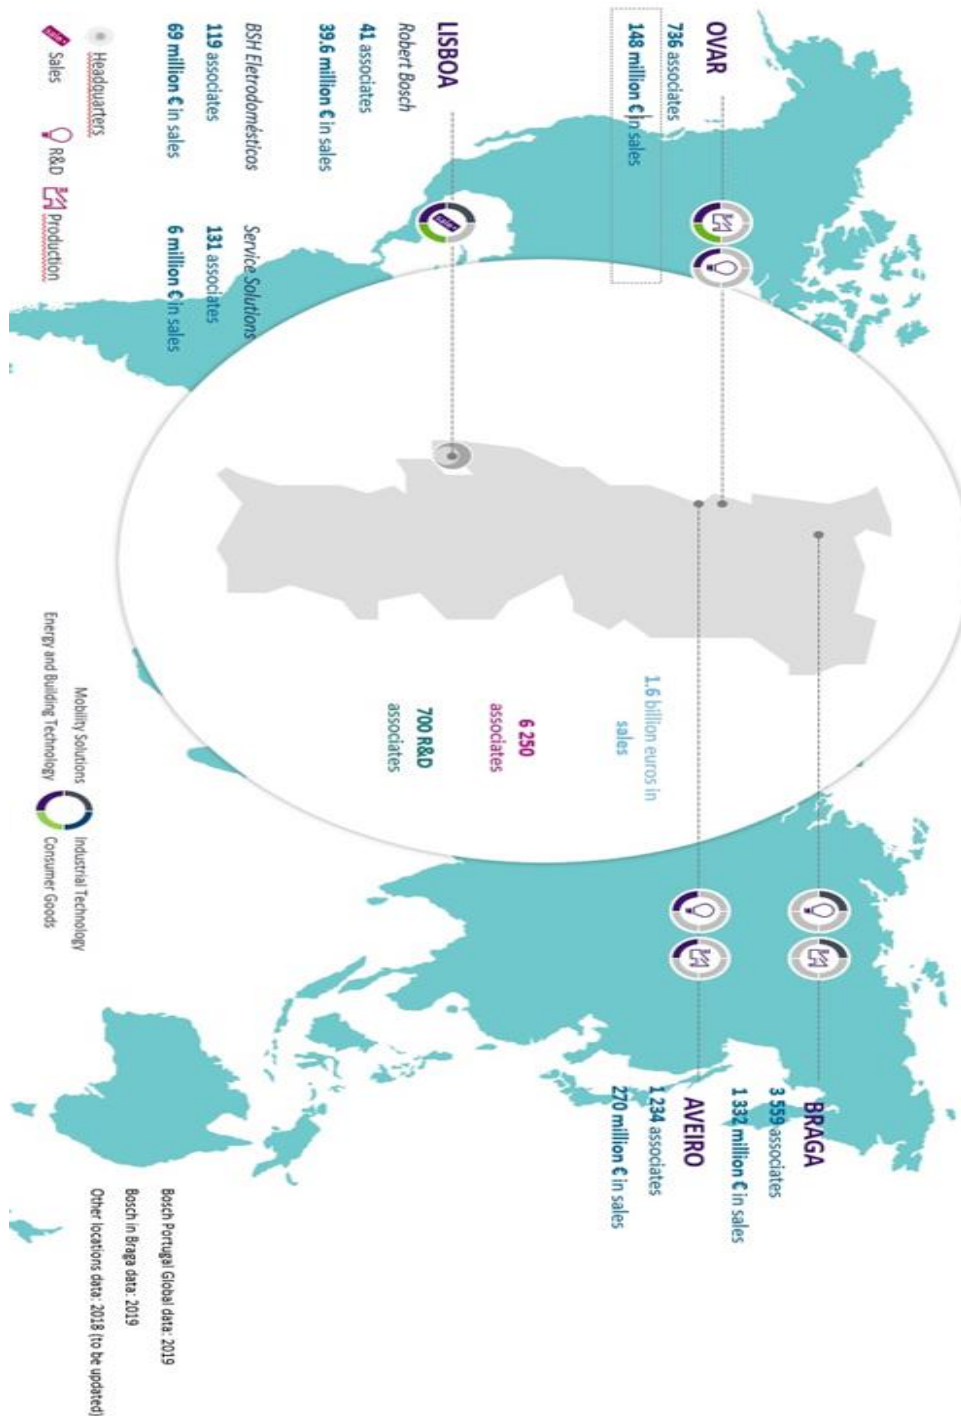 OVAR
736 associates
148 million € in sales
LISBOA
Robert Bosch
41 associates
39.6 million € in sales
BSH Eletrodomésticos
119 associates
69 million € in sales
Service Solutions
131 associates
6 million € in sales
sales
Headquarters
Sales
R&D
Production
1.6 billion euros in
sales
6 250
associates
700 R&D
associates
BRAGA
3 559 associates
1 332 million € in sales
AVEIRO
1 234 associates
270 million € in sales
Mobility Solutions
Industrial Technology
Energy and Building Technology
Consumer Goods
Bosch Portugal Global data: 2019
Bosch in Braga data: 2019
Other locations data: 2018 (to be updated)